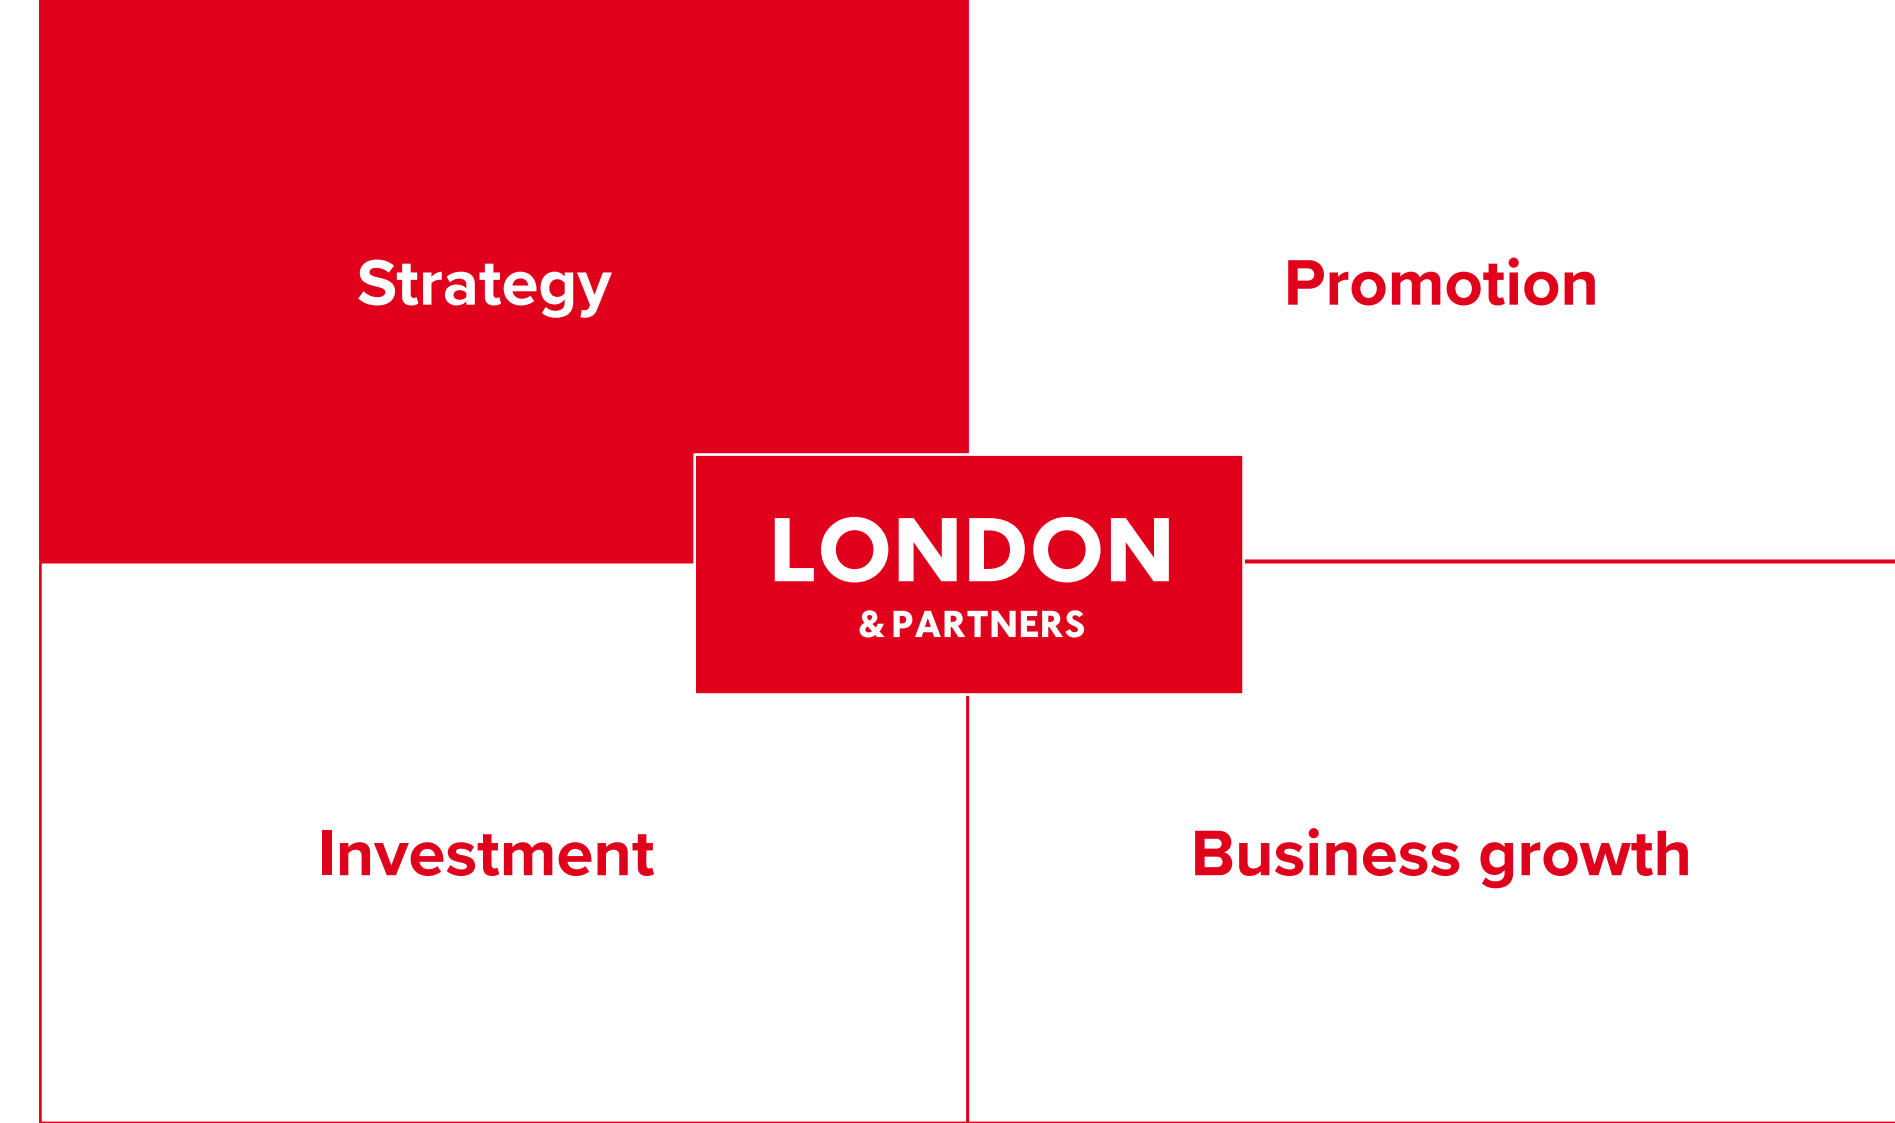 Strategy
Promotion
LONDON
& PARTNERS
Investment
Business growth